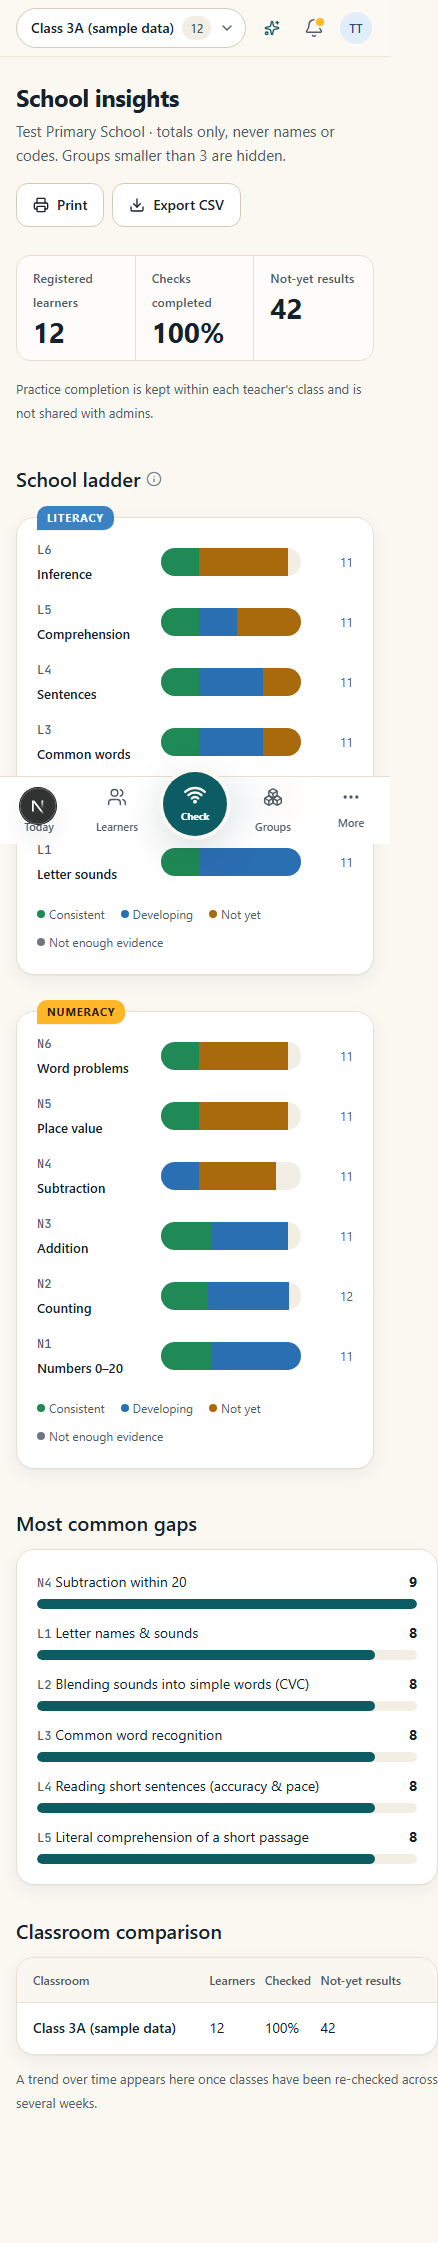 Class 3A (sample data) 12
TT
School insights
Test Primary School · totals only, never names or
codes. Groups smaller than 3 are hidden.
Print
Export CSV
Registered
learners
12
Checks
completed
100%
Not-yet results
42
Practice completion is kept within each teacher's class and is
not shared with admins.
School ladder
LITERACY
L6
Inference
11
L5
Comprehension
11
L4
Sentences
11
L3
Common words
11
N
Today
Learners
Check
Groups
More
L1
Letter sounds
11
Consistent
Developing
Not yet
Not enough evidence
NUMERACY
N6
Word problems
11
N5
Place value
11
N4
Subtraction
11
N3
Addition
11
N2
Counting
12
N1
Numbers 0–20
11
Consistent
Developing
Not yet
Not enough evidence
Most common gaps
N4 Subtraction within 20 9
L1 Letter names & sounds 8
L2 Blending sounds into simple words (CVC) 8
L3 Common word recognition 8
L4 Reading short sentences (accuracy & pace) 8
L5 Literal comprehension of a short passage 8
Classroom comparison
Classroom Learners Checked Not-yet results
Class 3A (sample data) 12 100% 42
A trend over time appears here once classes have been re-checked across
several weeks.